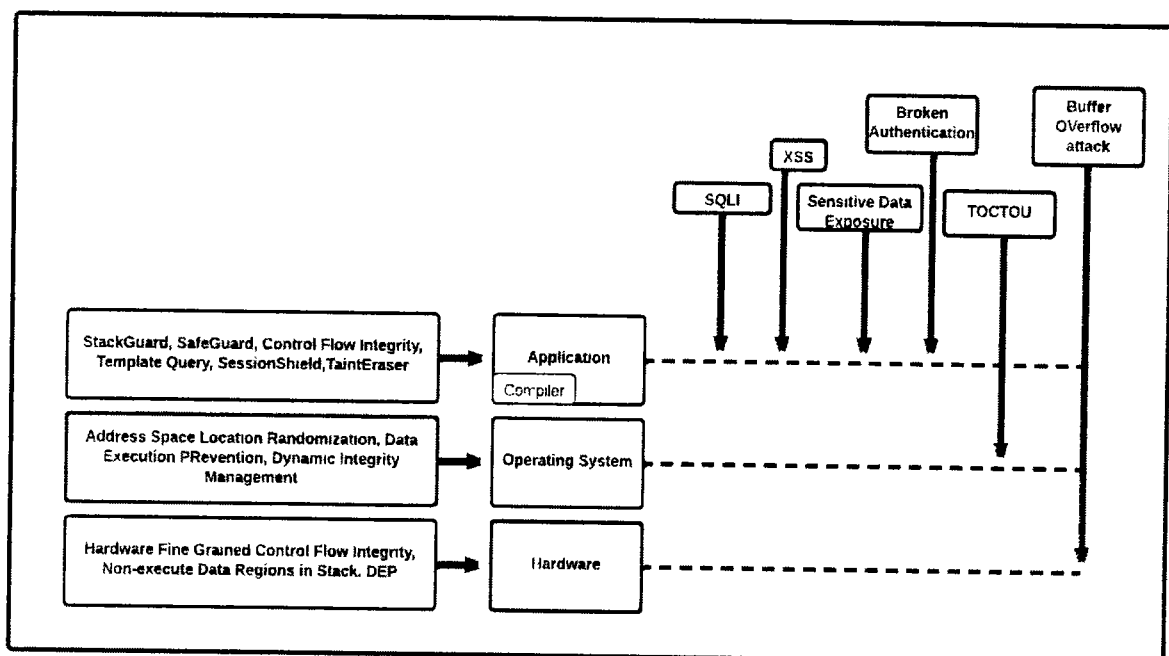 Broken
Authentication
Buffer
OVerflow
attack
XSS
SQLI
Sensitive Data
Exposure
TOCTOU
StackGuard, SafeGuard, Control Flow Integrity,
Template Query, SessionShield,TaintEraser
Application
Compiler
Address Space Location Randomization, Data
Execution PRevention, Dynamic Integrity
Management
Operating System
Hardware Fine Grained Control Flow Integrity,
Non-execute Data Regions in Stack. DEP
Hardware